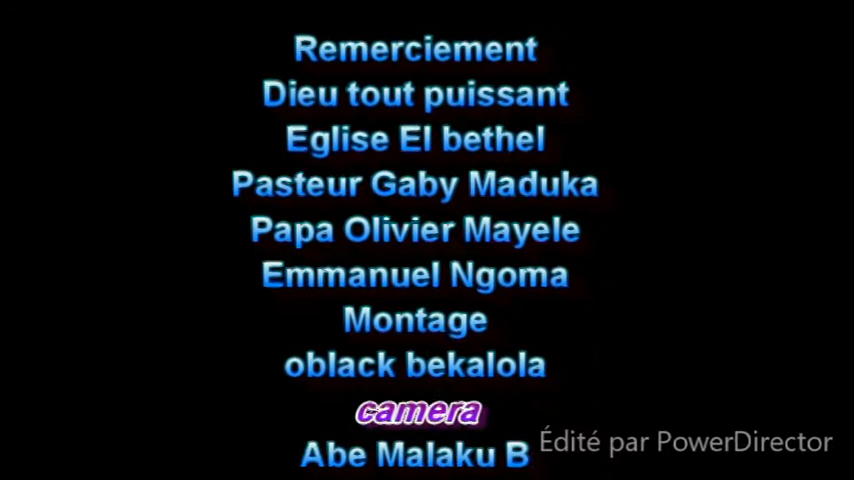 Remerciement
Dieu tout puissant
Eglise El bethel
Pasteur Gaby Maduka
Papa Olivier Mayele
Emmanuel Ngoma
Montage
oblack bekalola
camera
Abe Malaku B
Édité par PowerDirector